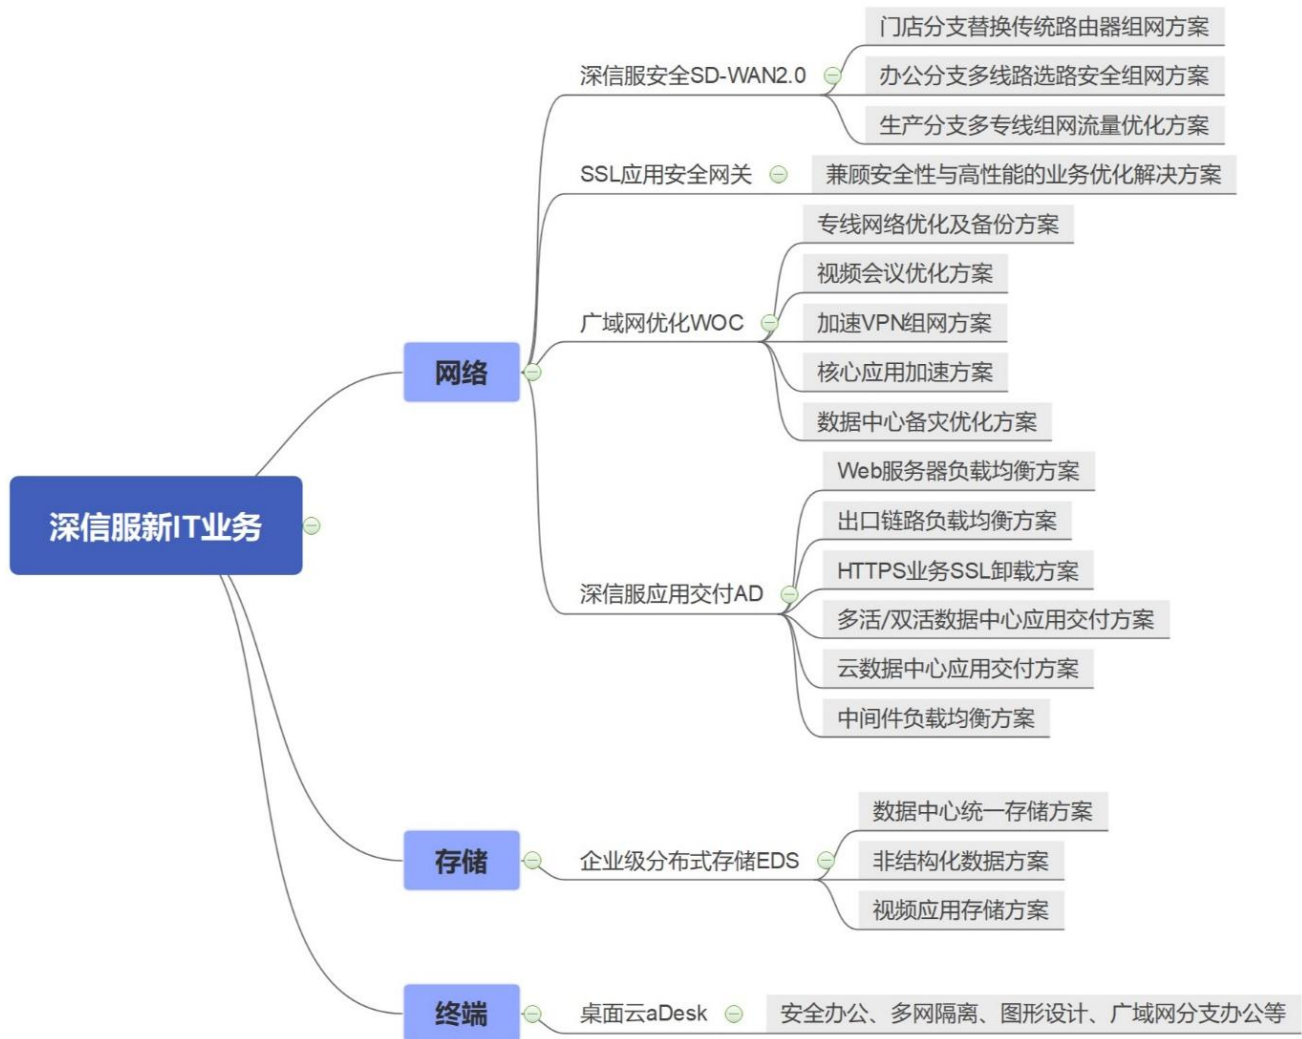 深信服新IT业务
网络
深信服安全SD-WAN2.0
门店分支替换传统路由器组网方案
办公分支多线路选路安全组网方案
生产分支多专线组网流量优化方案
SSL应用安全网关
兼顾安全性与高性能的业务优化解决方案
广域网优化WOC
专线网络优化及备份方案
视频会议优化方案
加速VPN组网方案
核心应用加速方案
数据中心备灾优化方案
深信服应用交付AD
Web服务器负载均衡方案
出口链路负载均衡方案
HTTPS业务SSL卸载方案
多活/双活数据中心应用交付方案
云数据中心应用交付方案
中间件负载均衡方案
存储
企业级分布式存储EDS
数据中心统一存储方案
非结构化数据方案
视频应用存储方案
终端
桌面云aDesk
安全办公、多网隔离、图形设计、广域网分支办公等